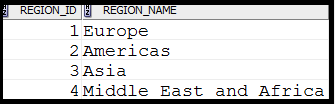 REGION_ID REGION_NAME
1 Europe
2 Americas
3 Asia
4 Middle East and Africa